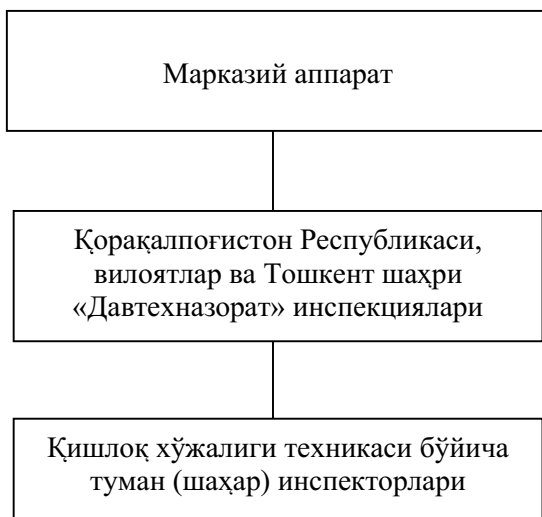 Марказий аппарат
Қорақалпоғистон Республикаси,
вилоятлар ва Тошкент шаҳри
«Давтехназорат» инспекциялари
Қишлоқ хўжалиги техникаси бўйича
туман (шаҳар) инспекторлари